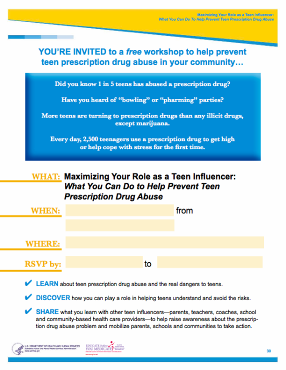 Maximizing Your Role as a Teen Influencer:
What You Can Do to Help Prevent Teen Prescription Drug Abuse
YOU'RE INVITED to a free workshop to help prevent
teen prescription drug abuse in your community…
Did you know 1 in 5 teens has abused a prescription drug?
Have you heard of "bowling" or "pharming" parties?
More teens are turning to prescription drugs than any illicit drugs,
except marijuana.
Every day, 2,500 teenagers use a prescription drug to get high
or help cope with stress for the first time.
WHAT: Maximizing Your Role as a Teen Influencer:
What You Can Do to Help Prevent Teen
Prescription Drug Abuse
WHEN: from
WHERE:
RSVP by: to
✔ LEARN about teen prescription drug abuse and the real dangers to teens.
✔ DISCOVER how you can play a role in helping teens understand and avoid the risks.
✔ SHARE what you learn with other teen influencers—parents, teachers, coaches, school
and community-based health care providers—to help raise awareness about the prescrip-
tion drug abuse problem and mobilize parents, schools and communities to take action.